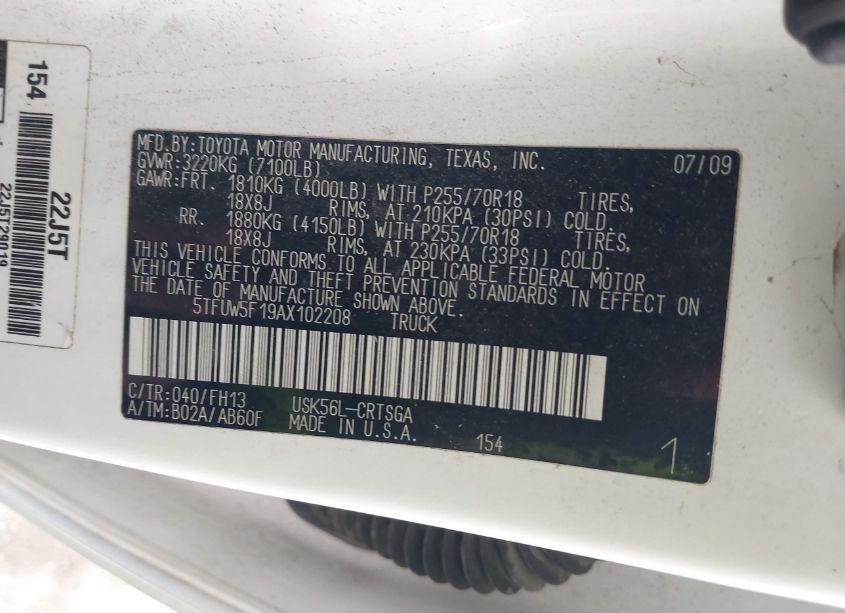 154
22J5T
22J5T29019
MFD.BY:TOYOTA MOTOR MANUFACTURING, TEXAS, INC. 07/09
GVWR:3220KG (7100LB)
GAWR:FRT. 1810KG (4000LB) WITH P255/70R18 TIRES,
18X8J RIMS, AT 210KPA (30PSI) COLD.
RR. 1880KG (4150LB) WITH P255/70R18 TIRES,
18X8J RIMS, AT 230KPA (33PSI) COLD.
THIS VEHICLE CONFORMS TO ALL APPLICABLE FEDERAL MOTOR
VEHICLE SAFETY AND THEFT PREVENTION STANDARDS IN EFFECT ON
THE DATE OF MANUFACTURE SHOWN ABOVE.
5TFUW5F19AX102208 TRUCK
C/TR:040/FH13 USK56L-CRTSGA
A/TM:B02A/AB60F MADE IN U.S.A. 154 1